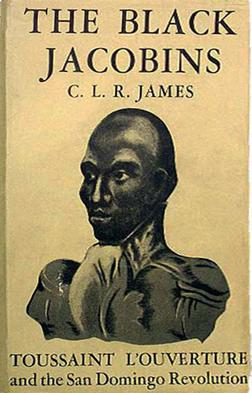 THE BLACK
JACOBINS
C. L. R. JAMES
TOUSSAINT L'OUVERTURE
and the San Domingo Revolution